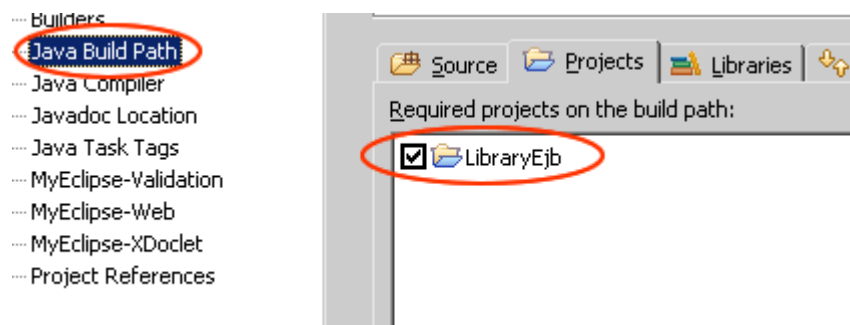 Builders
Java Build Path
Java Compiler
Javadoc Location
Java Task Tags
MyEclipse-Validation
MyEclipse-Web
MyEclipse-XDoclet
Project References
Source Projects Libraries
Required projects on the build path:
LibraryEjb